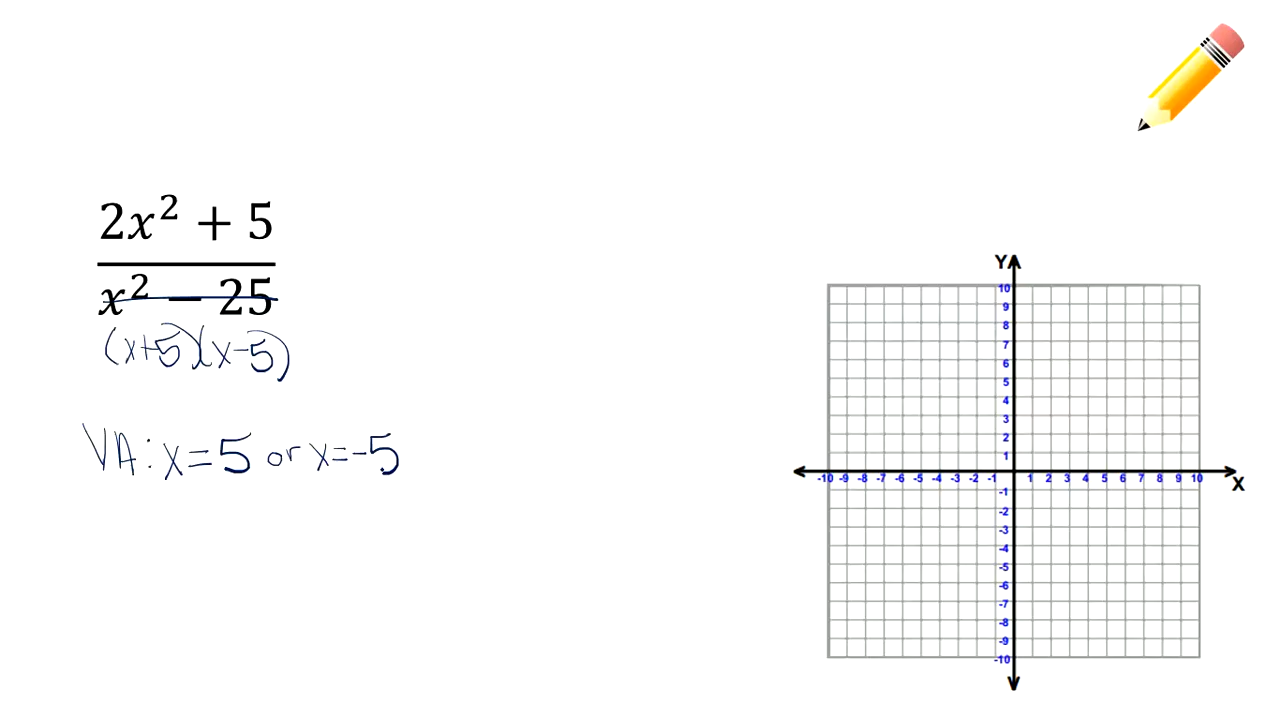 2x² + 5
x² − 25
(x+5)(x-5)
VA: x=5 or x=-5
Y
10
9
8
7
6
5
4
3
2
1
-10 -9 -8 -7 -6 -5 -4 -3 -2 -1 1 2 3 4 5 6 7 8 9 10
X
-1
-2
-3
-4
-5
-6
-7
-8
-9
-10